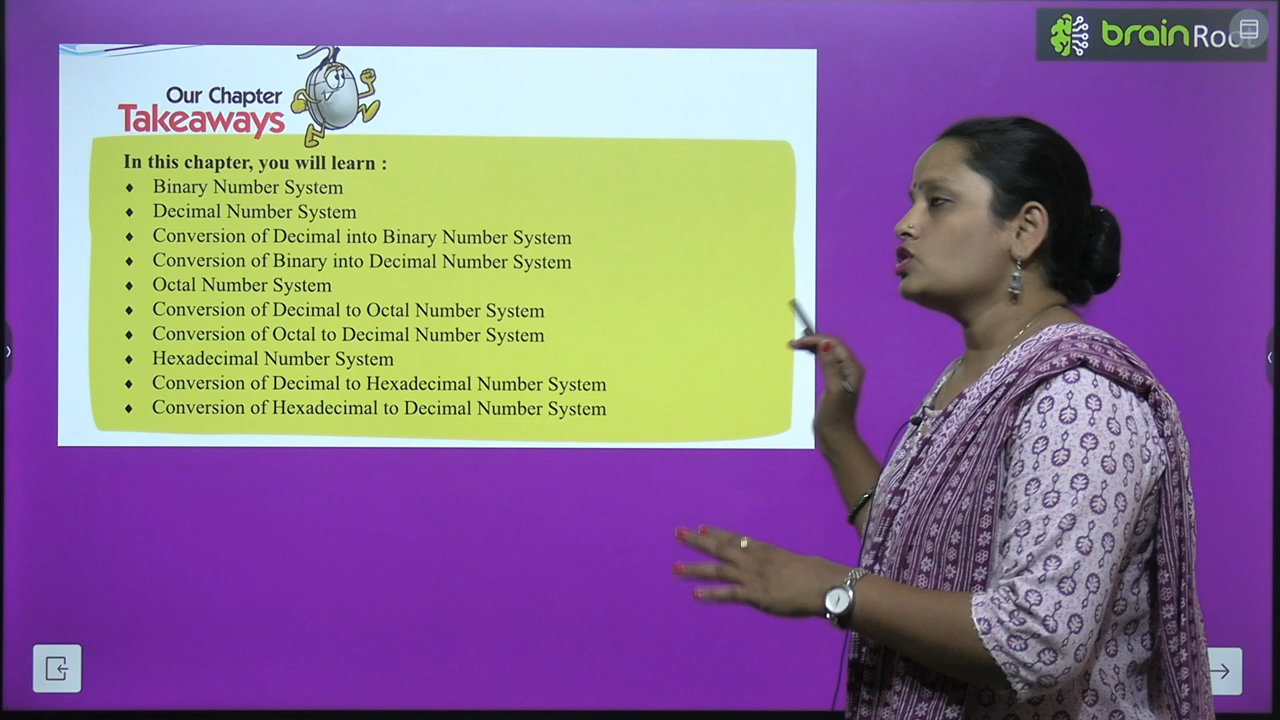 brainRoot
Our Chapter
Takeaways
In this chapter, you will learn :
♦ Binary Number System
♦ Decimal Number System
♦ Conversion of Decimal into Binary Number System
♦ Conversion of Binary into Decimal Number System
♦ Octal Number System
♦ Conversion of Decimal to Octal Number System
♦ Conversion of Octal to Decimal Number System
♦ Hexadecimal Number System
♦ Conversion of Decimal to Hexadecimal Number System
♦ Conversion of Hexadecimal to Decimal Number System